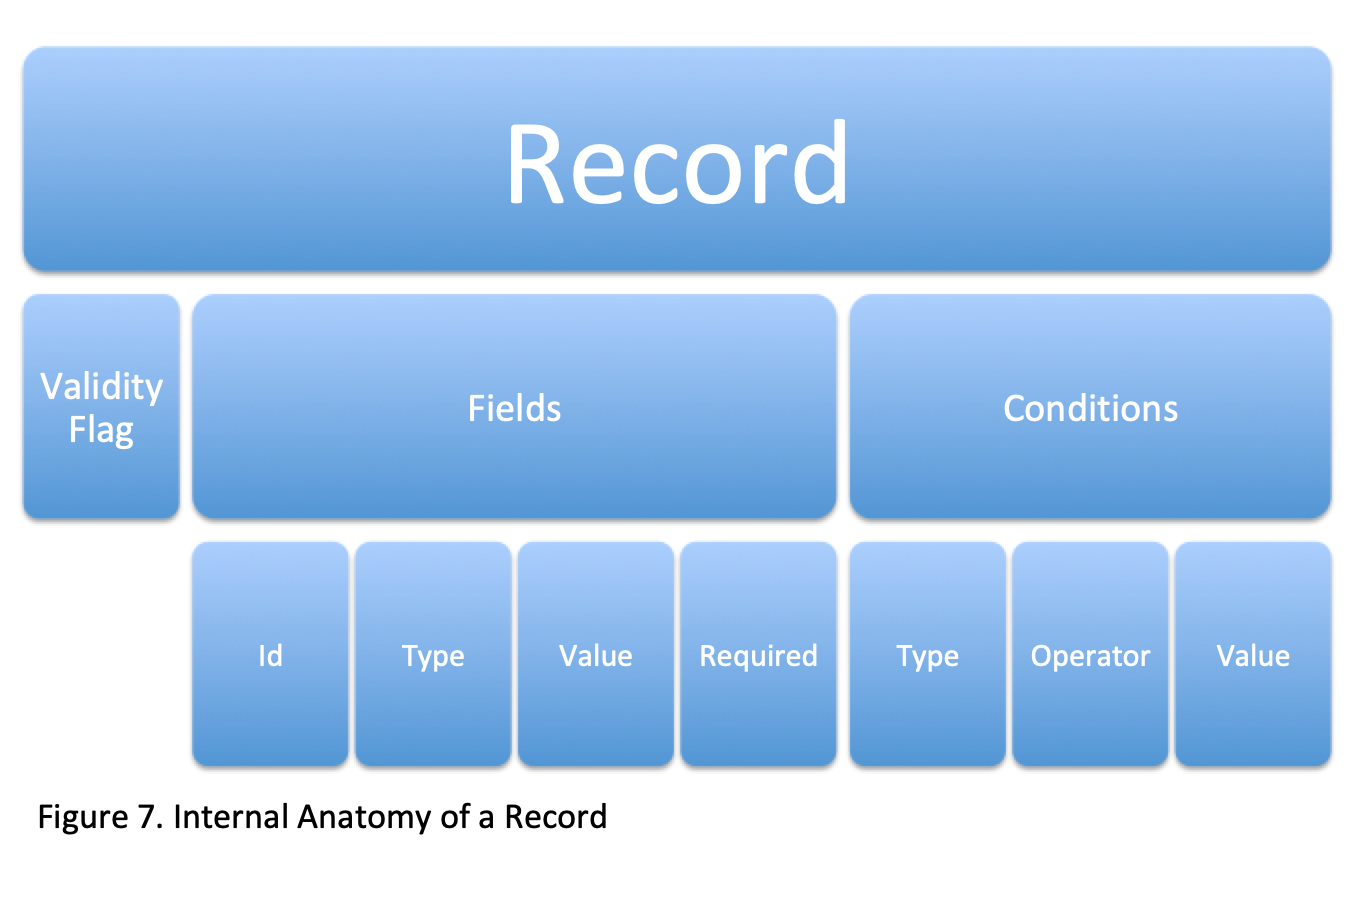 Record
Validity
Flag
Fields
Conditions
Id
Type
Value
Required
Type
Operator
Value
Figure 7. Internal Anatomy of a Record